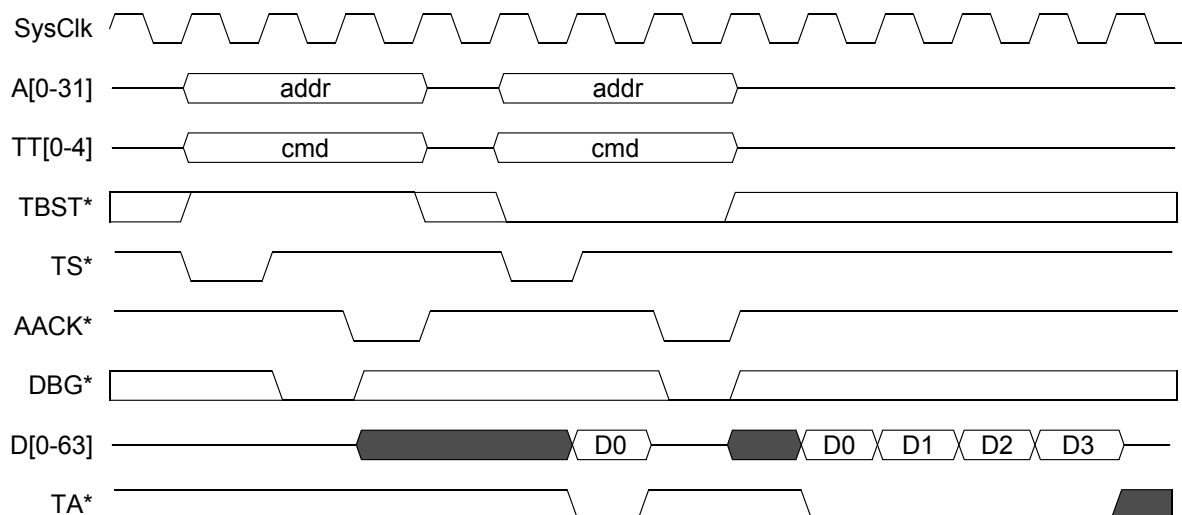 SysClk
A[0-31] addr addr
TT[0-4] cmd cmd
TBST*
TS*
AACK*
DBG*
D[0-63] D0 D0 D1 D2 D3
TA*